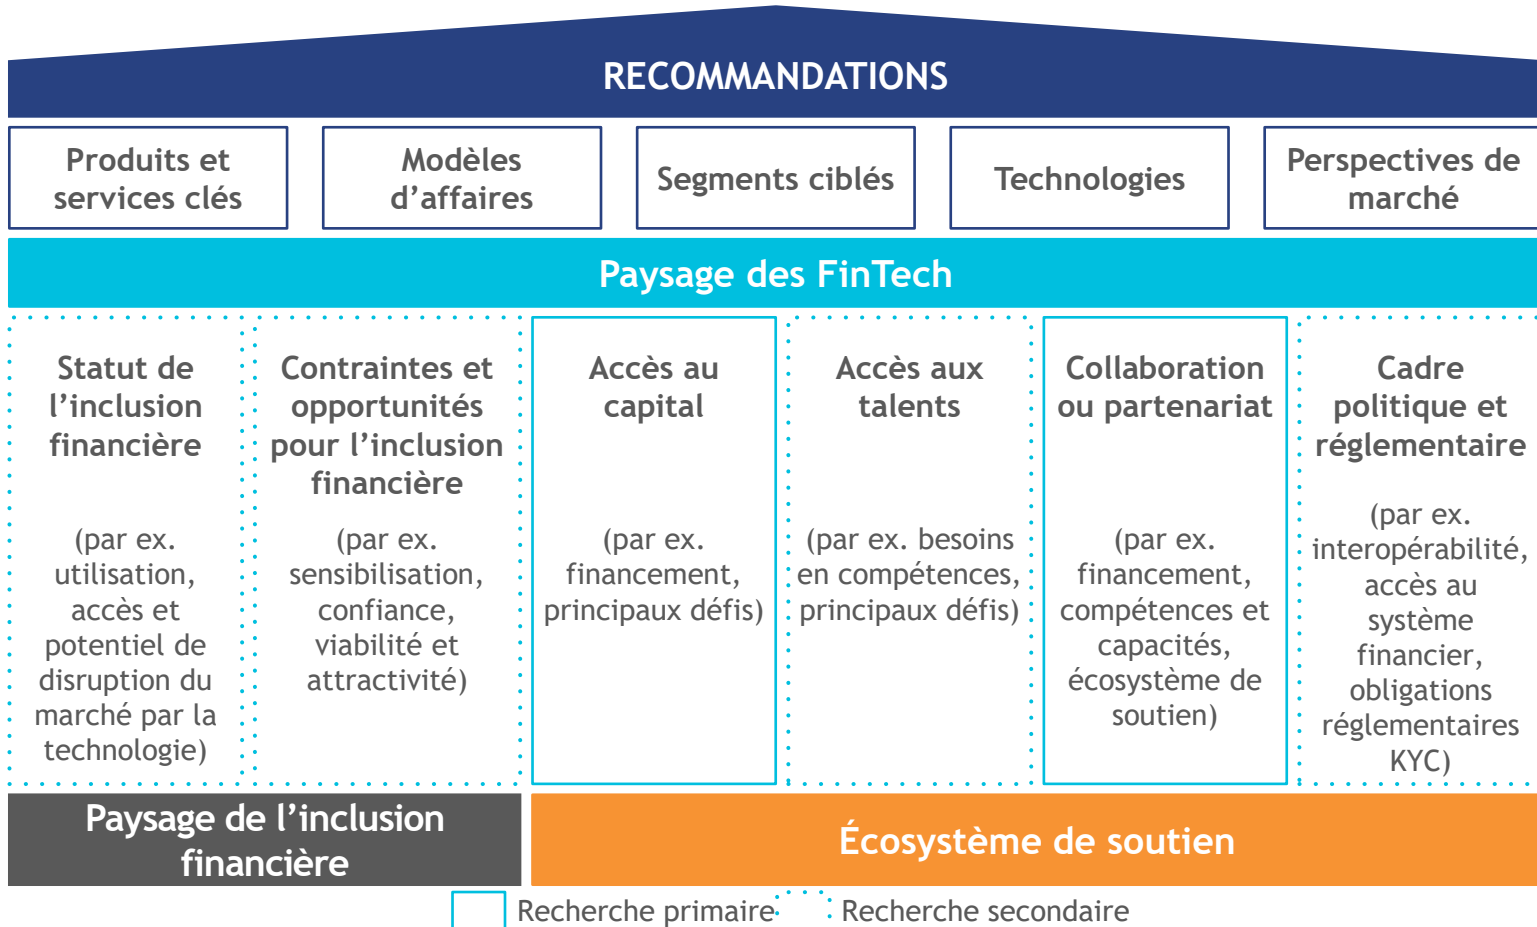 RECOMMANDATIONS
Produits et
services clés
Modèles
d’affaires
Segments ciblés
Technologies
Perspectives de
marché
Paysage des FinTech
Statut de
l’inclusion
financière
(par ex.
utilisation,
accès et
potentiel de
disruption du
marché par la
technologie)
Contraintes et
opportunités
pour l’inclusion
financière
(par ex.
sensibilisation,
confiance,
viabilité et
attractivité)
Accès au
capital
(par ex.
financement,
principaux défis)
Accès aux
talents
(par ex. besoins
en compétences,
principaux défis)
Collaboration
ou partenariat
(par ex.
financement,
compétences et
capacités,
écosystème de
soutien)
Cadre
politique et
réglementaire
(par ex.
interopérabilité,
accès au
système
financier,
obligations
réglementaires
KYC)
Paysage de l’inclusion
financière
Écosystème de soutien
Recherche primaire
Recherche secondaire